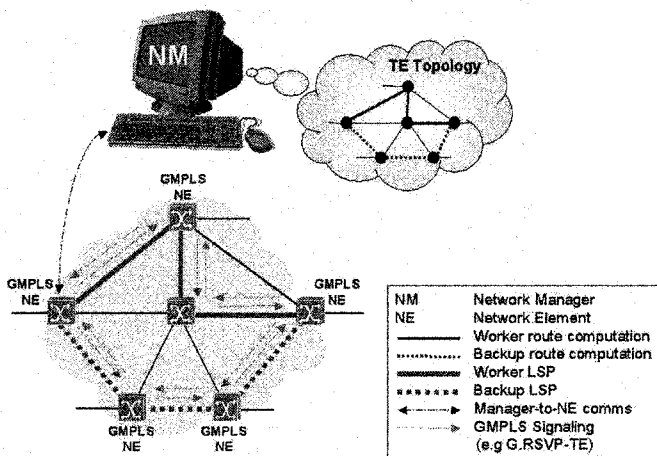 NM
TE Topology
GMPLS
NE
GMPLS
NE
GMPLS
NE
GMPLS
NE
GMPLS
NE
NM Network Manager
NE Network Element
Worker route computation
Backup route computation
Worker LSP
Backup LSP
Manager-to-NE comms
GMPLS Signaling
(e.g G.RSVP-TE)